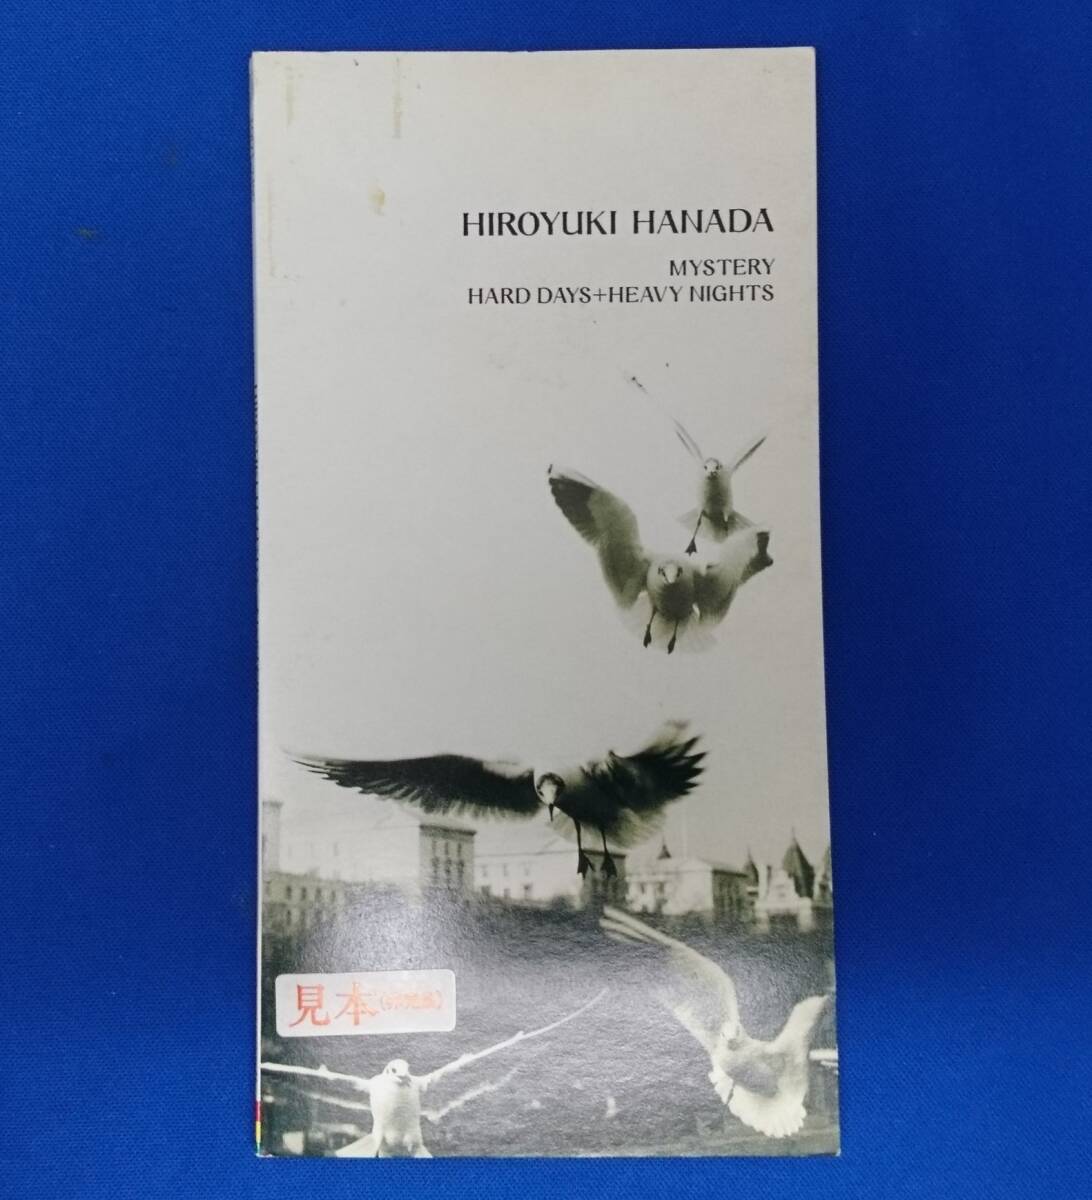 HIROYUKI HANADA
MYSTERY
HARD DAYS+HEAVY NIGHTS
見本